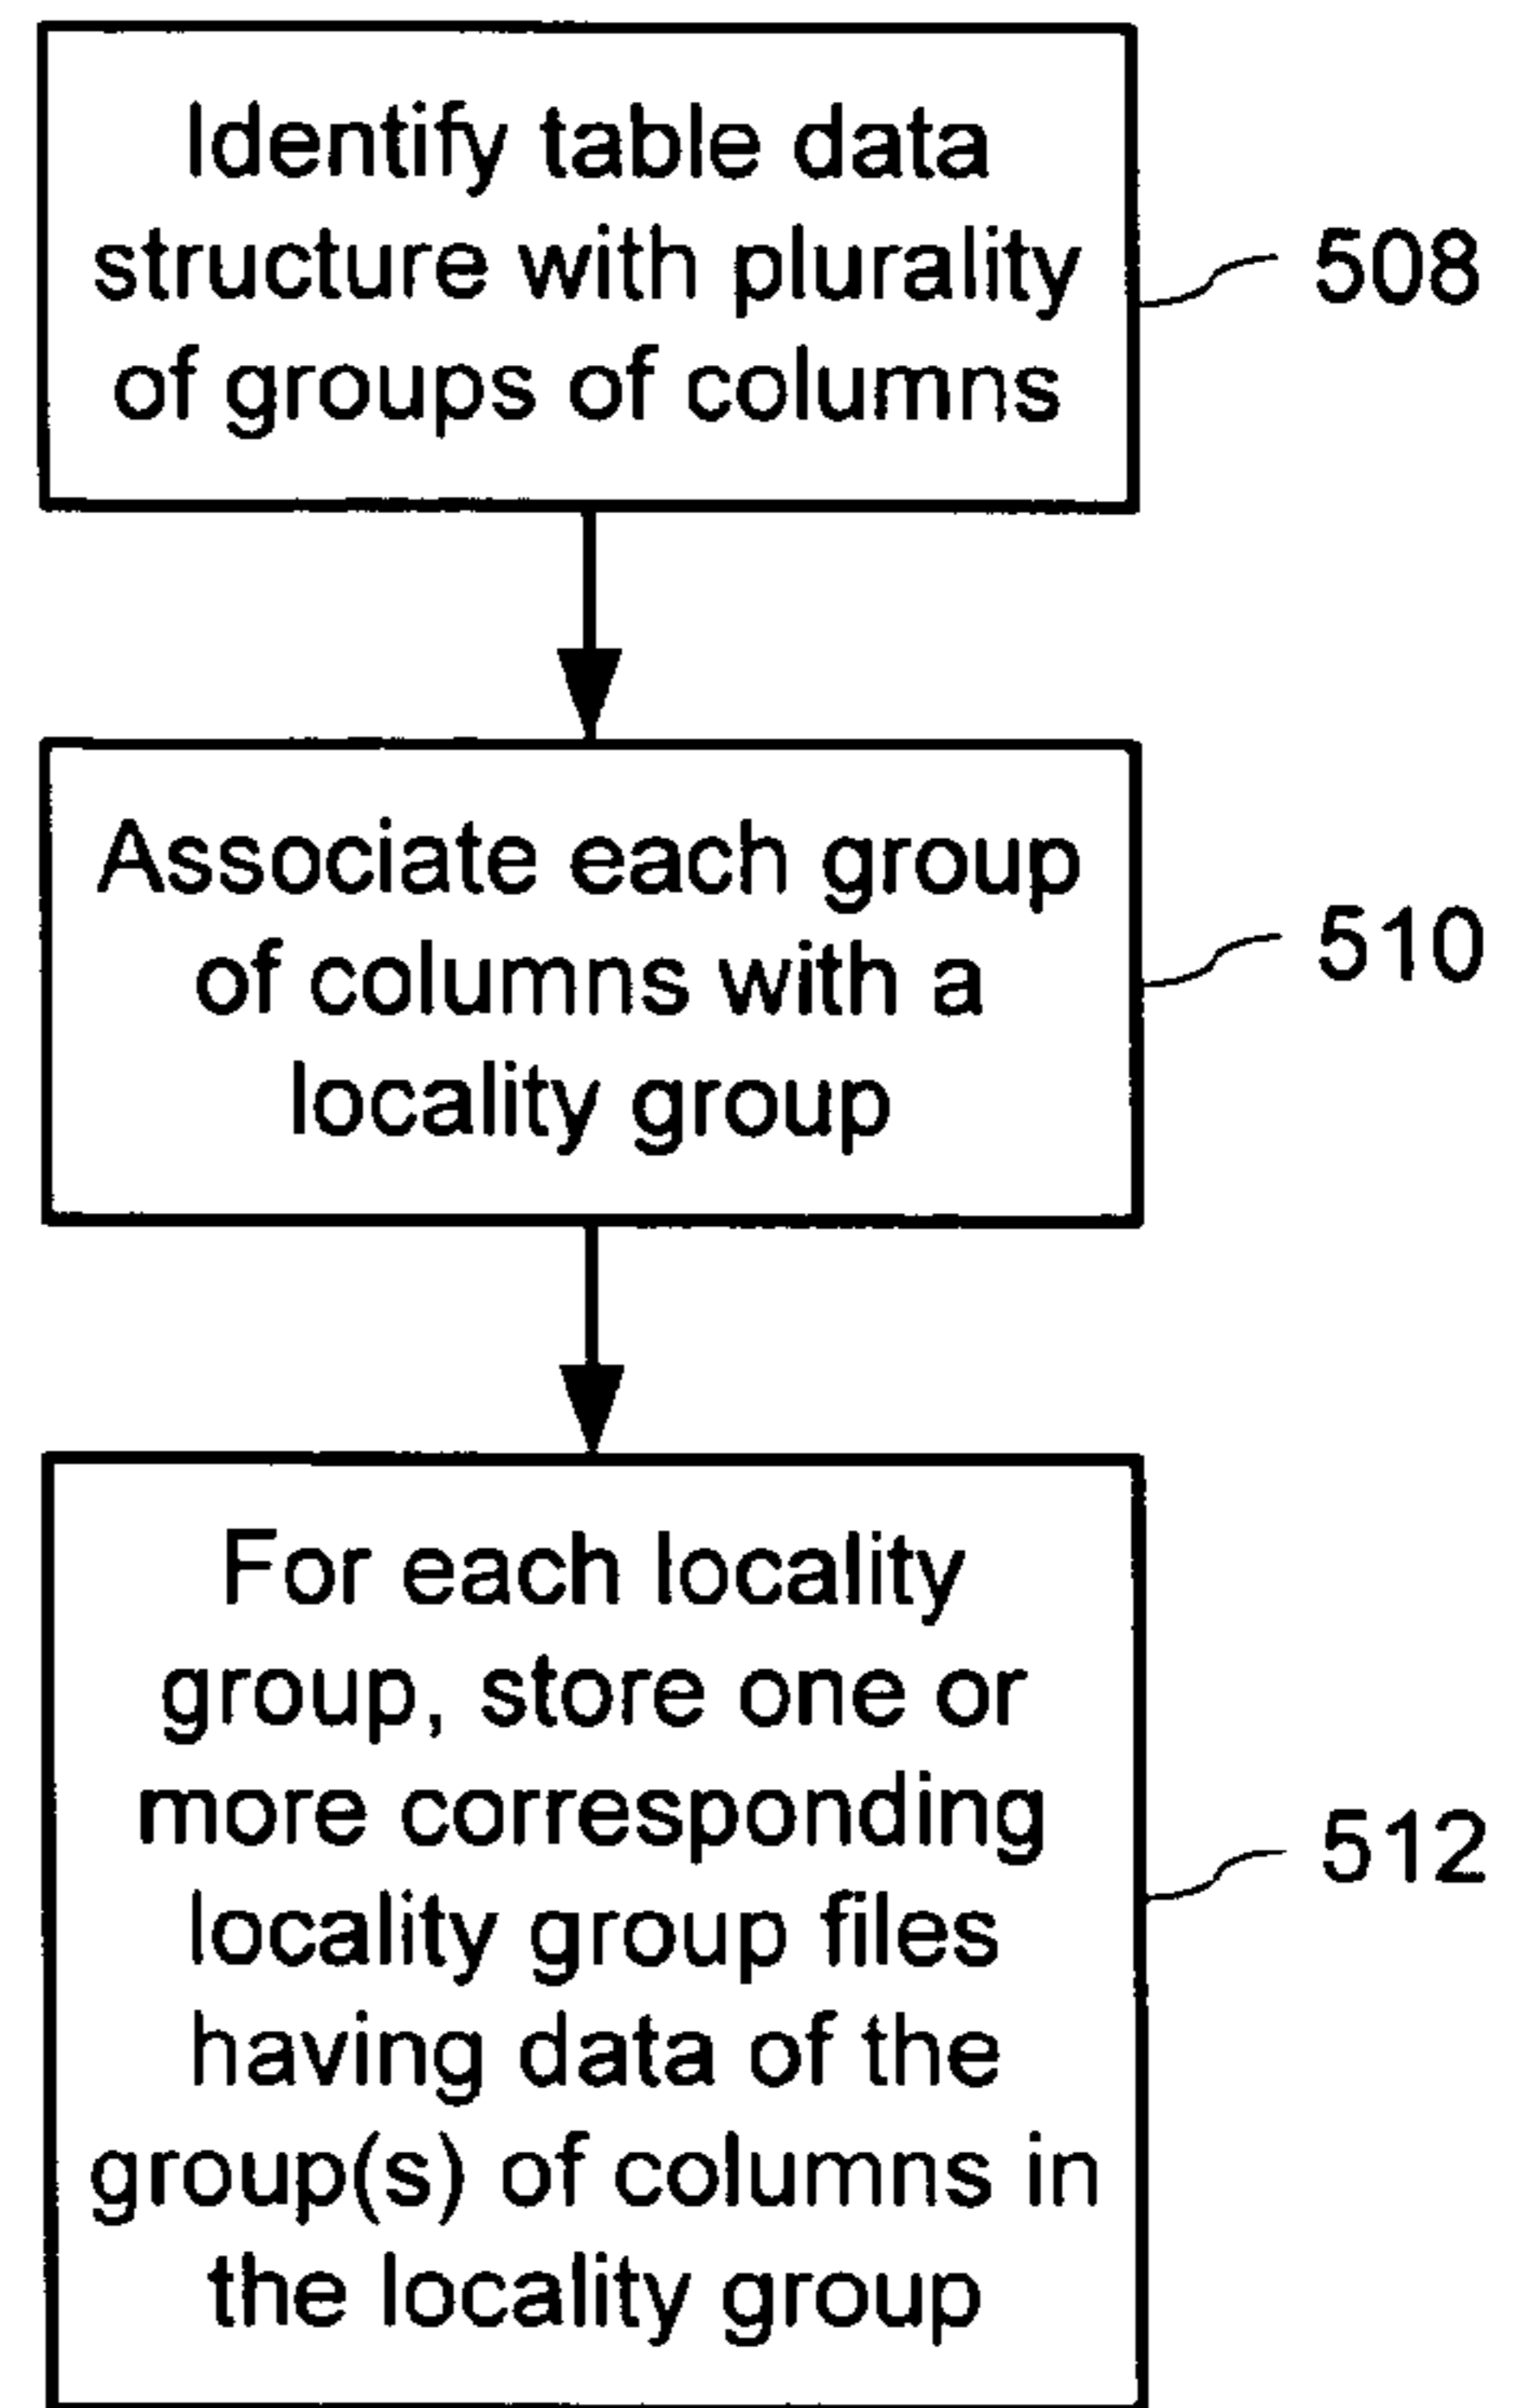 Identify table data
structure with plurality
of groups of columns
508
Associate each group
of columns with a
locality group
510
For each locality
group, store one or
more corresponding
locality group files
having data of the
group(s) of columns in
the locality group
512